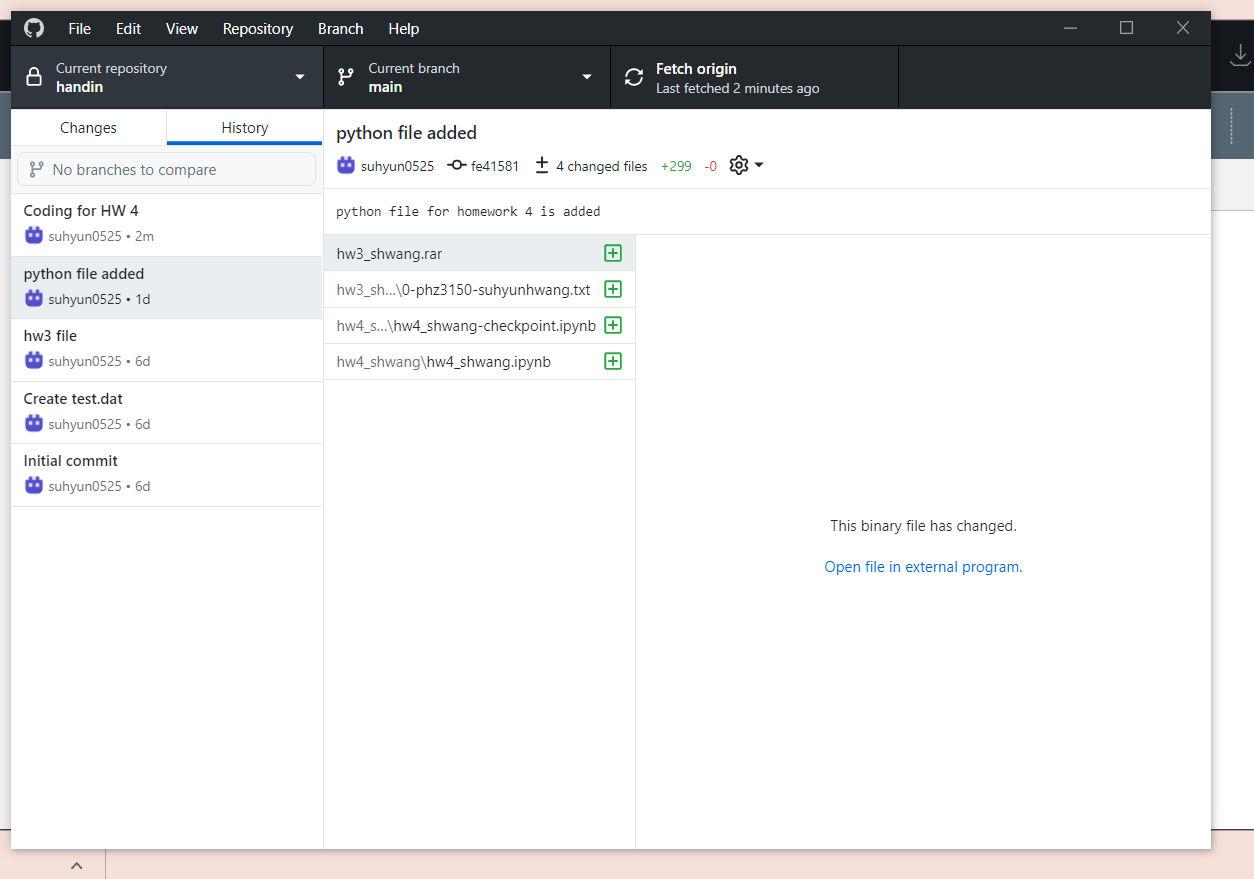 File Edit View Repository Branch Help
Current repository
handin
Current branch
main
Fetch origin
Last fetched 2 minutes ago
Changes
History
No branches to compare
Coding for HW 4
suhyun0525 • 2m
python file added
suhyun0525 • 1d
hw3 file
suhyun0525 • 6d
Create test.dat
suhyun0525 • 6d
Initial commit
suhyun0525 • 6d
python file added
suhyun0525 fe41581 4 changed files +299 -0
python file for homework 4 is added
hw3_shwang.rar
hw3_sh...\0-phz3150-suhyunhwang.txt
hw4_s...\hw4_shwang-checkpoint.ipynb
hw4_shwang\hw4_shwang.ipynb
This binary file has changed.
Open file in external program.